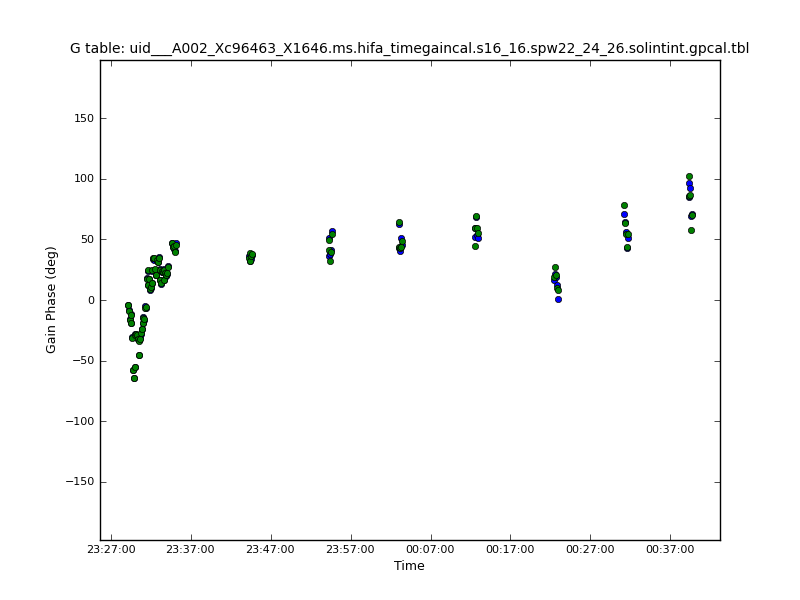 G table: uid___A002_Xc96463_X1646.ms.hifa_timegaincal.s16_16.spw22_24_26.solintint.gpcal.tbl
150
100
50
0
−50
−100
−150
Gain Phase (deg)
23:27:00 23:37:00 23:47:00 23:57:00 00:07:00 00:17:00 00:27:00 00:37:00
Time